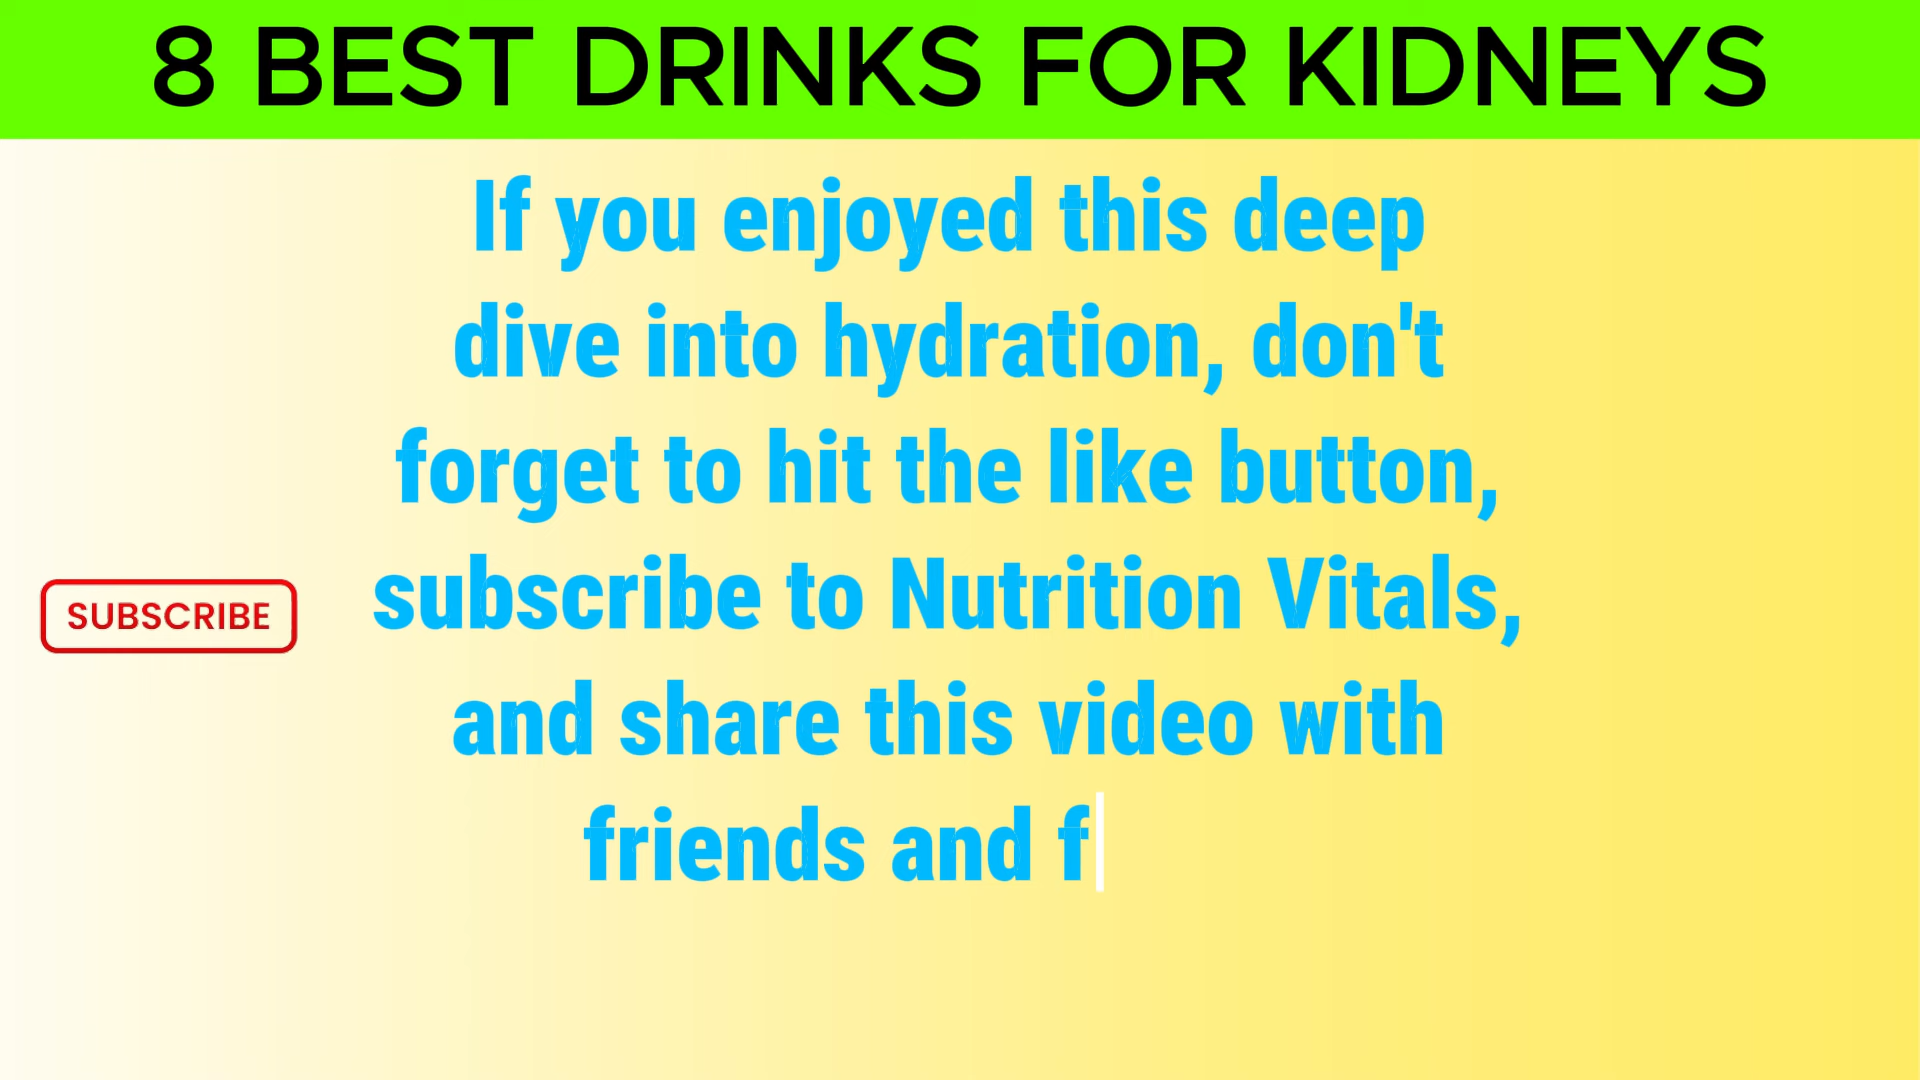 8 BEST DRINKS FOR KIDNEYS
If you enjoyed this deep
dive into hydration, don't
forget to hit the like button,
subscribe to Nutrition Vitals,
SUBSCRIBE
and share this video with
friends and f